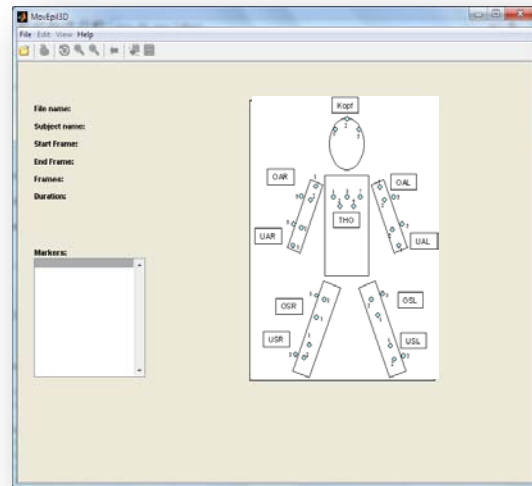 MovEpil3D
File Edit View Help
File name:
Subject name:
Start Frame:
End Frame:
Frames:
Duration:
Markers:
Kopf
OAR
OAL
THO
UAR
UAL
OSR
OSL
USR
USL